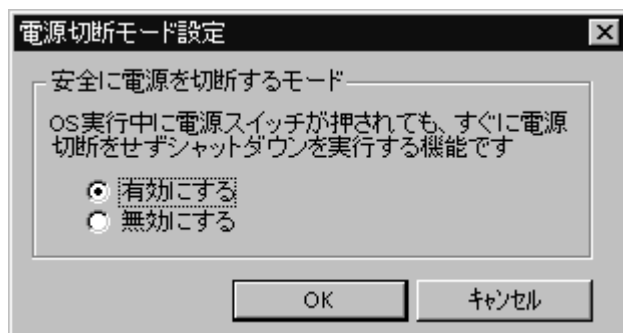 電源切断モード設定
安全に電源を切断するモード
OS実行中に電源スイッチが押されても、すぐに電源
切断をせずシャットダウンを実行する機能です
有効にする
無効にする
OK
キャンセル